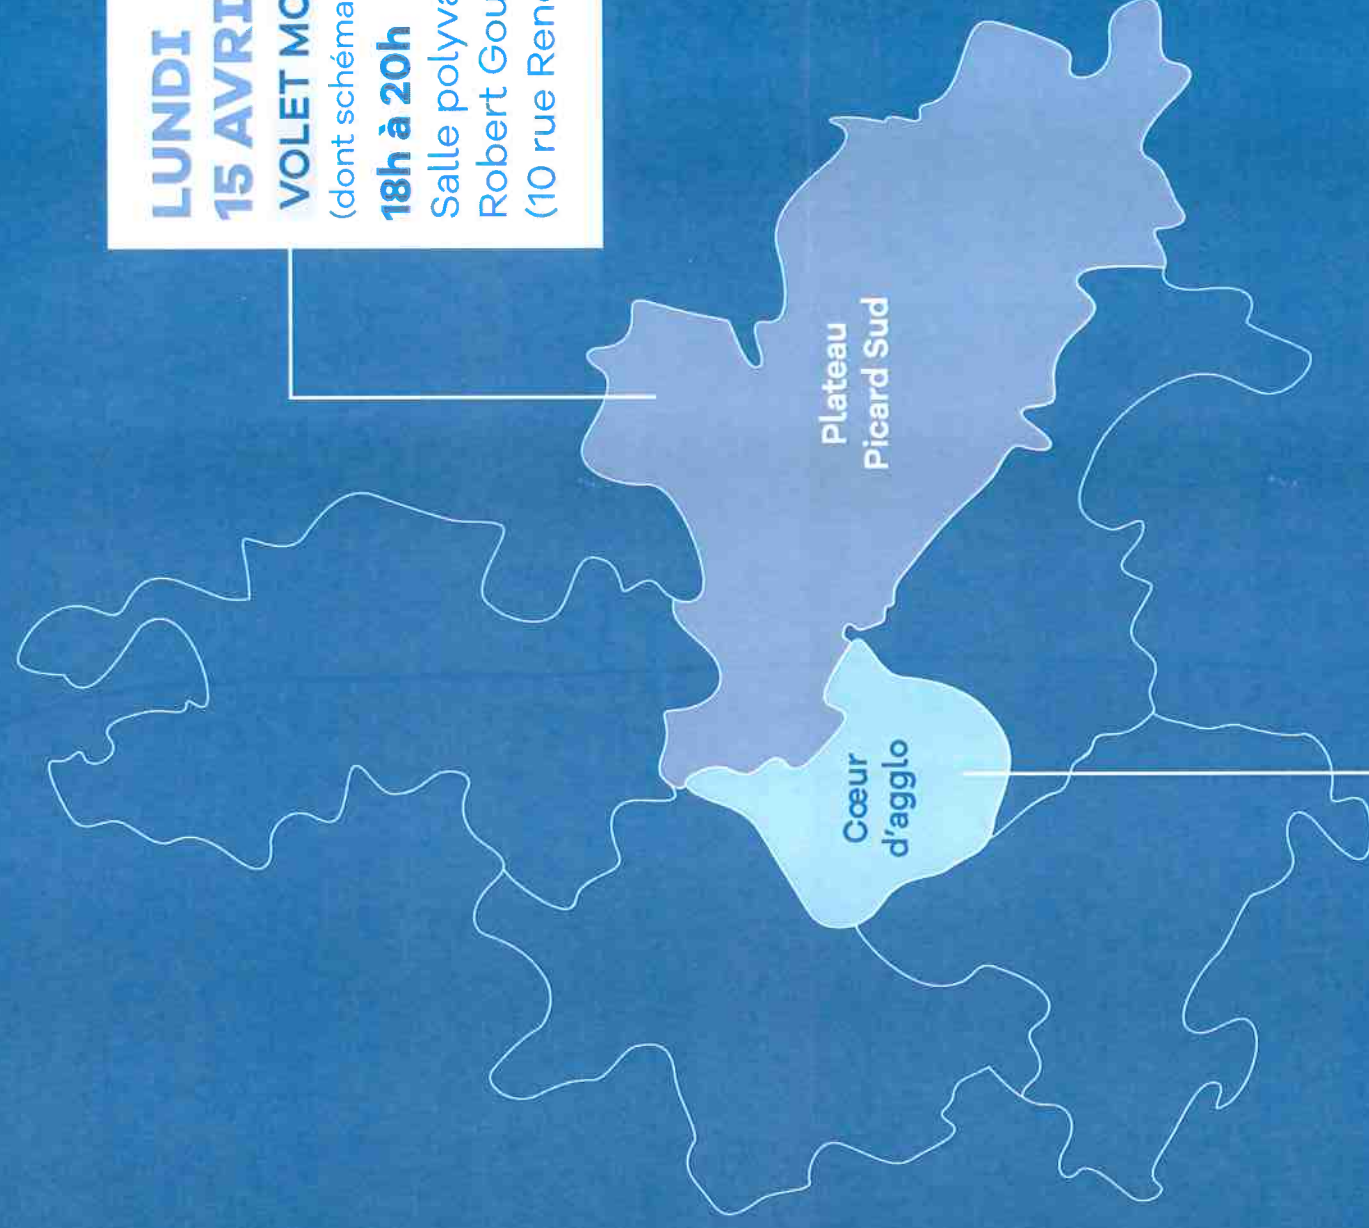 LUNDI
15 AVRI
VOLET MO
(dont schéma
18h à 20h
Salle polyva
Robert Gou
(10 rue René
Plateau
Picard Sud
Cœur
d'agglo